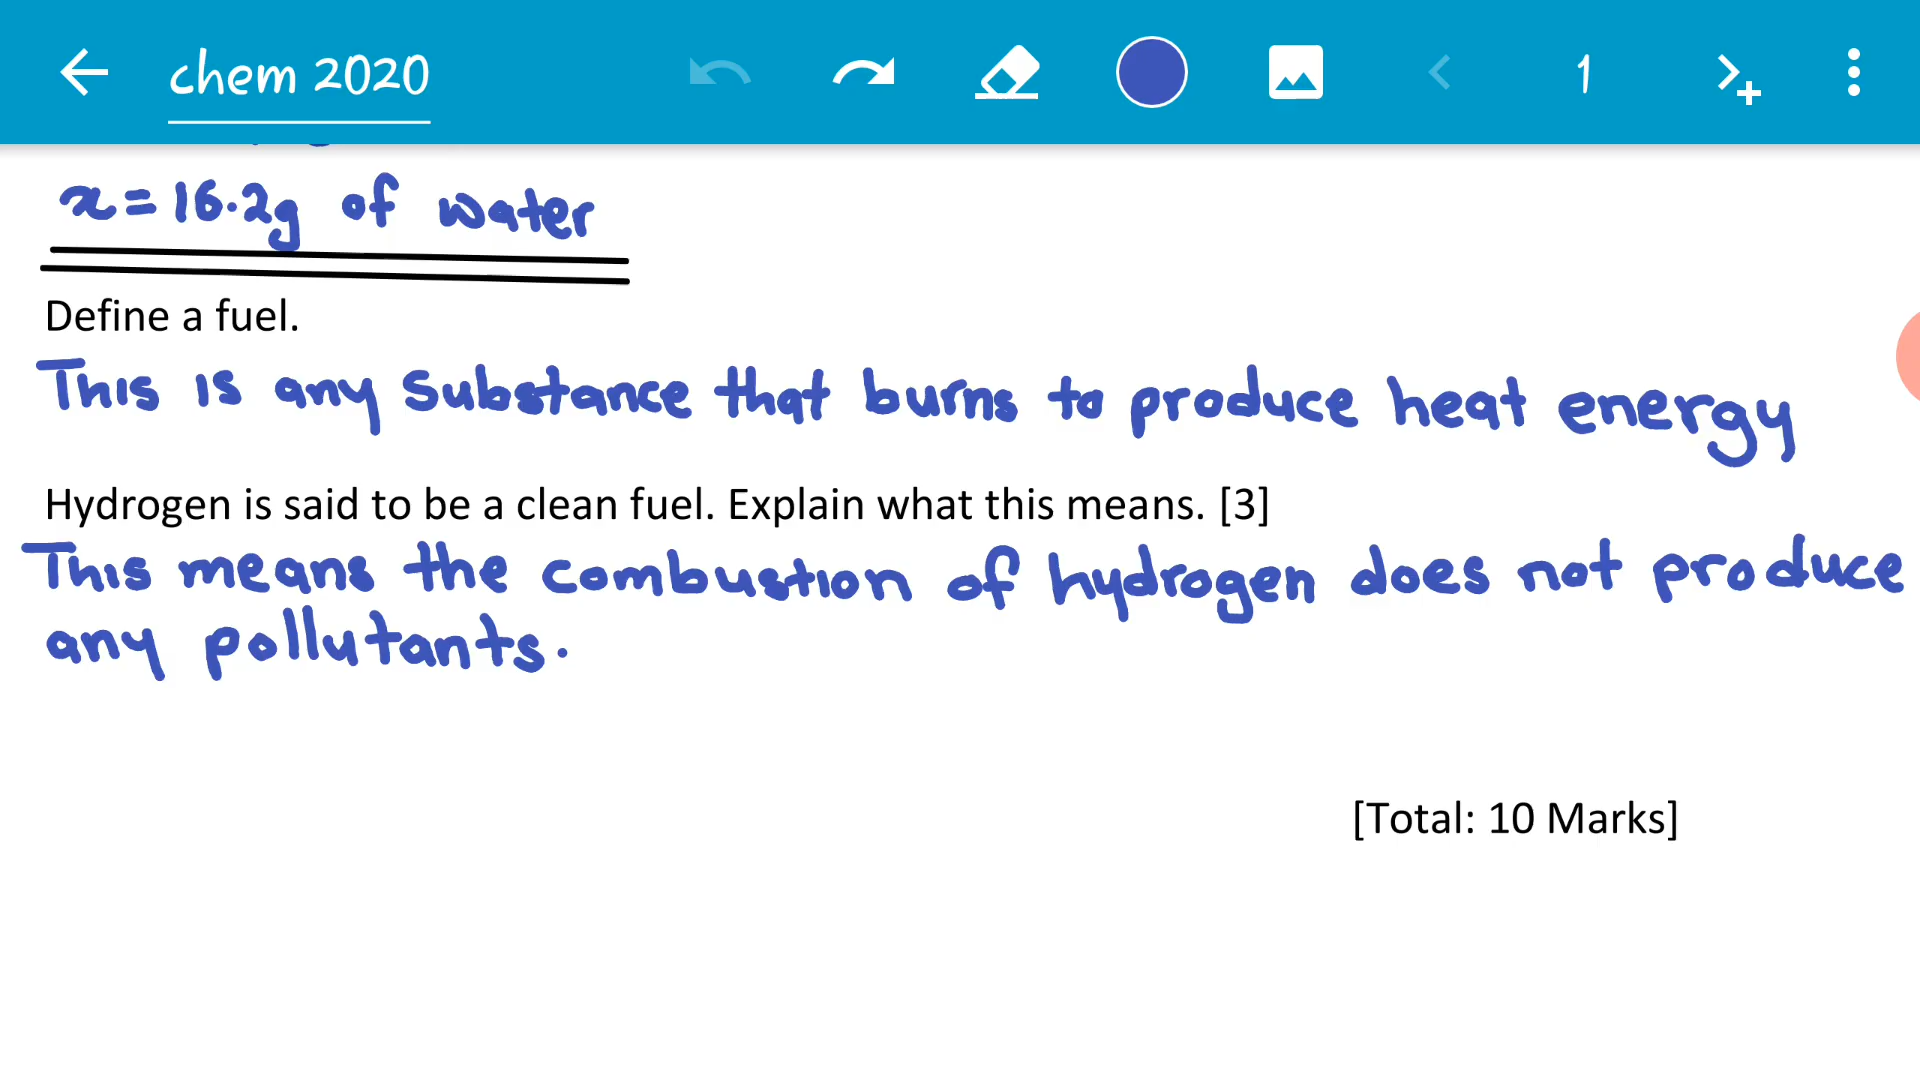 chem 2020
1
x = 16.2g of water
Define a fuel.
This is any substance that burns to produce heat energy
Hydrogen is said to be a clean fuel. Explain what this means. [3]
This means the combustion of hydrogen does not produce
any pollutants.
[Total: 10 Marks]